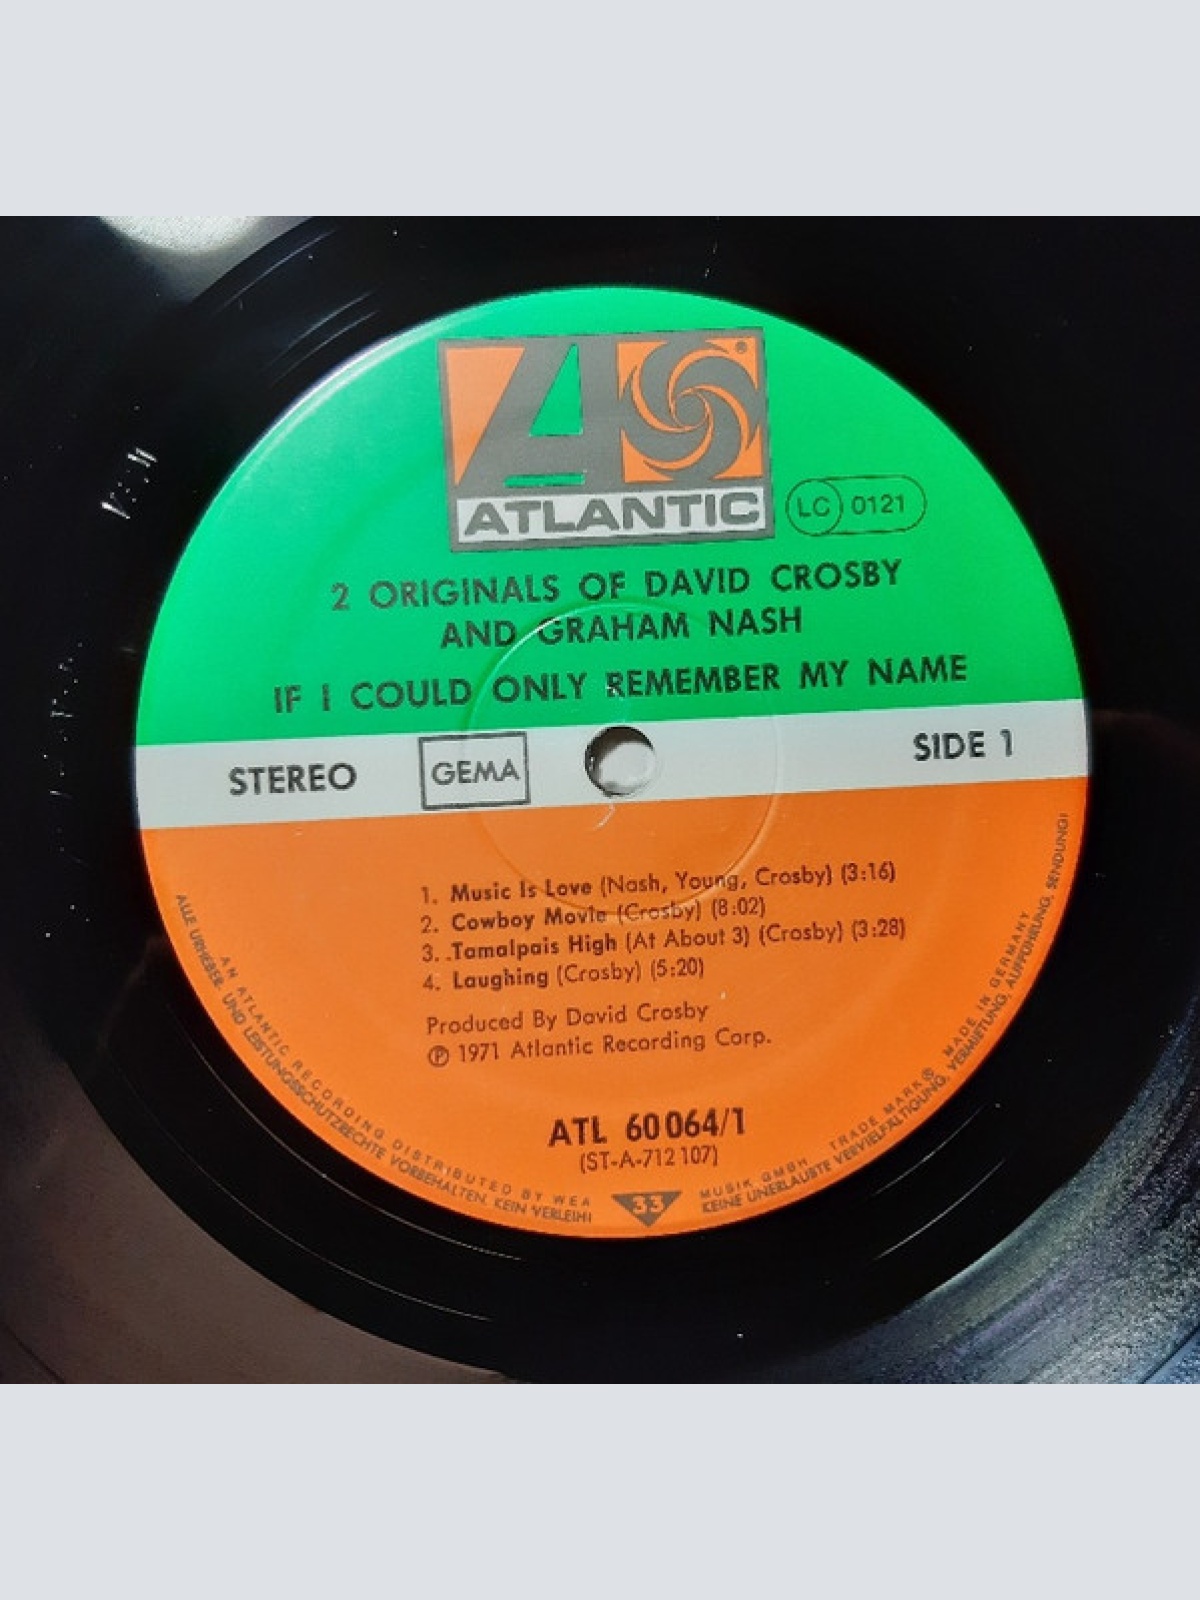 ATLANTIC
LC 0121
2 ORIGINALS OF DAVID CROSBY
AND GRAHAM NASH
IF I COULD ONLY REMEMBER MY NAME
STEREO GEMA SIDE 1
1. Music Is Love (Nash, Young, Crosby) (3:16)
2. Cowboy Movie (Crosby) (8:02)
3. .Tamalpais High (At About 3) (Crosby) (3:28)
4. Laughing (Crosby) (5:20)
Produced By David Crosby
Ⓟ 1971 Atlantic Recording Corp.
ATL 60 064/1
(ST-A-712 107)
33
AN ATLANTIC RECORDING DISTRIBUTED BY WEA MUSIK GMBH TRADE MARK® MADE IN GERMANY
ALLE URHEBER- UND LEISTUNGSSCHUTZRECHTE VORBEHALTEN. KEIN VERLEIH! KEINE UNERLAUBTE VERVIELFÄLTIGUNG, VERMIETUNG, AUFFÜHRUNG, SENDUNG!